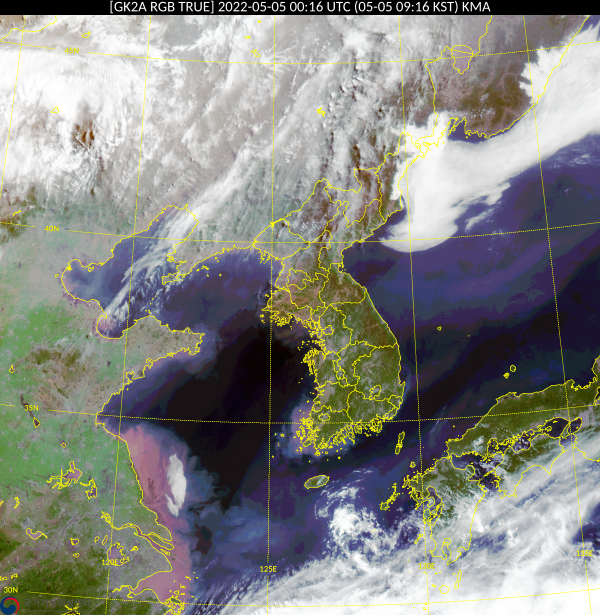 [GK2A RGB TRUE] 2022-05-05 00:16 UTC (05-05 09:16 KST) KMA
40N
35N
120E
125E
30N